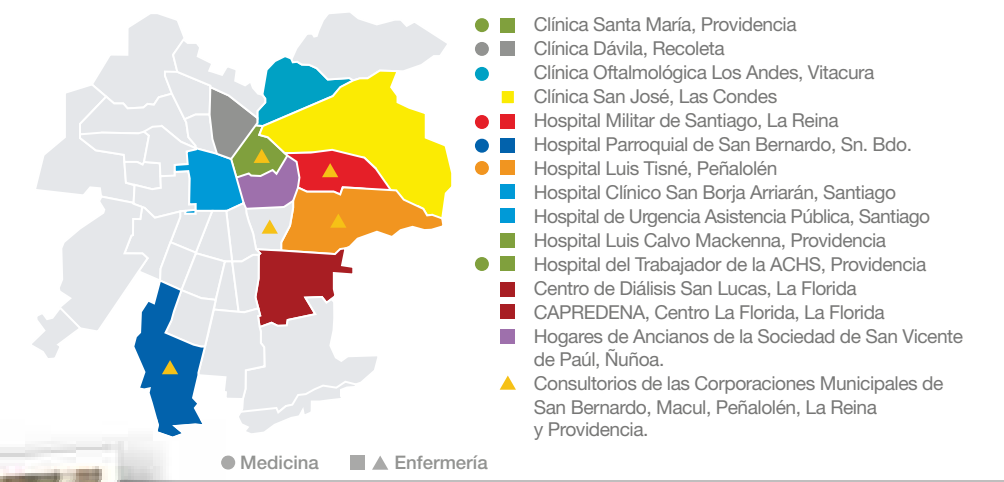 Clínica Santa María, Providencia
Clínica Dávila, Recoleta
Clínica Oftalmológica Los Andes, Vitacura
Clínica San José, Las Condes
Hospital Militar de Santiago, La Reina
Hospital Parroquial de San Bernardo, Sn. Bdo.
Hospital Luis Tisné, Peñalolén
Hospital Clínico San Borja Arriarán, Santiago
Hospital de Urgencia Asistencia Pública, Santiago
Hospital Luis Calvo Mackenna, Providencia
Hospital del Trabajador de la ACHS, Providencia
Centro de Diálisis San Lucas, La Florida
CAPREDENA, Centro La Florida, La Florida
Hogares de Ancianos de la Sociedad de San Vicente
de Paúl, Ñuñoa.
Consultorios de las Corporaciones Municipales de
San Bernardo, Macul, Peñalolén, La Reina
y Providencia.
Medicina
Enfermería